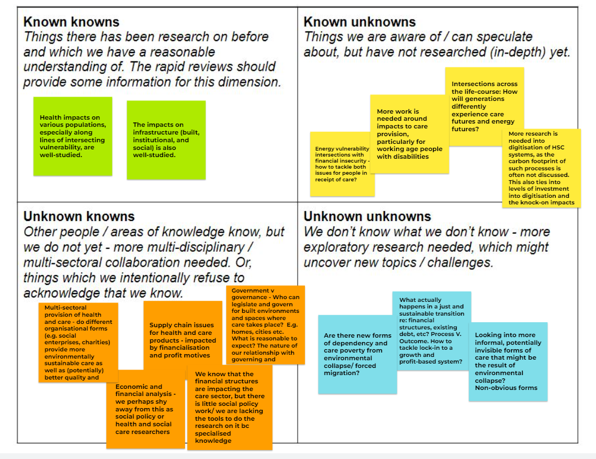 Known knowns
Things there has been research on before
and which we have a reasonable
understanding of. The rapid reviews should
provide some information for this dimension.
Health impacts on
various populations,
especially along
lines of intersecting
vulnerability, are
well-studied.
The impacts on
infrastructure (built,
institutional, and
social) is also
well-studied.
Known unknowns
Things we are aware of / can speculate
about, but have not researched (in-depth) yet.
Energy vulnerability
intersections with
financial insecurity -
how to tackle both
issues for people in
receipt of care?
More work is
needed around
impacts to care
provision,
particularly for
working age people
with disabilities
Intersections across
the life-course: How
will generations
differently
experience care
futures and energy
futures?
More research is
needed into
digitisation of HSC
systems, as the
carbon footprint of
such processes is
often not discussed.
This also ties into
levels of investment
into digitisation and
the knock-on impacts
Unknown knowns
Other people / areas of knowledge know, but
we do not yet - more multi-disciplinary /
multi-sectoral collaboration needed. Or,
things which we intentionally refuse to
acknowledge that we know.
Multi-sectoral
provision of health
and care - do different
organisational forms
(e.g. social
enterprises, charities)
provide more
environmentally
sustainable care as
well as (potentially)
better quality and
Supply chain issues
for health and care
products - impacted
by financialisation
and profit motives
Government v
governance - Who can
legislate and govern
for built environments
and spaces where
care takes place? E.g.
homes, cities etc.
What is reasonable to
expect? The nature of
our relationship with
governing and
Economic and
financial analysis -
we perhaps shy
away from this as
social policy or
health and social
care researchers
We know that the
financial structures
are impacting the
care sector, but there
is little social policy
work/ we are lacking
the tools to do the
research on it bc
specialised
knowledge
Unknown unknowns
We don't know what we don't know - more
exploratory research needed, which might
uncover new topics / challenges.
Are there new forms
of dependency and
care poverty from
environmental
collapse/ forced
migration?
What actually
happens in a just and
sustainable transition
re: financial
structures, existing
debt, etc? Process V.
Outcome. How to
tackle lock-in to a
growth and
profit-based system?
Looking into more
informal, potentially
invisible forms of
care that might be
the result of
environmental
collapse?
Non-obvious forms